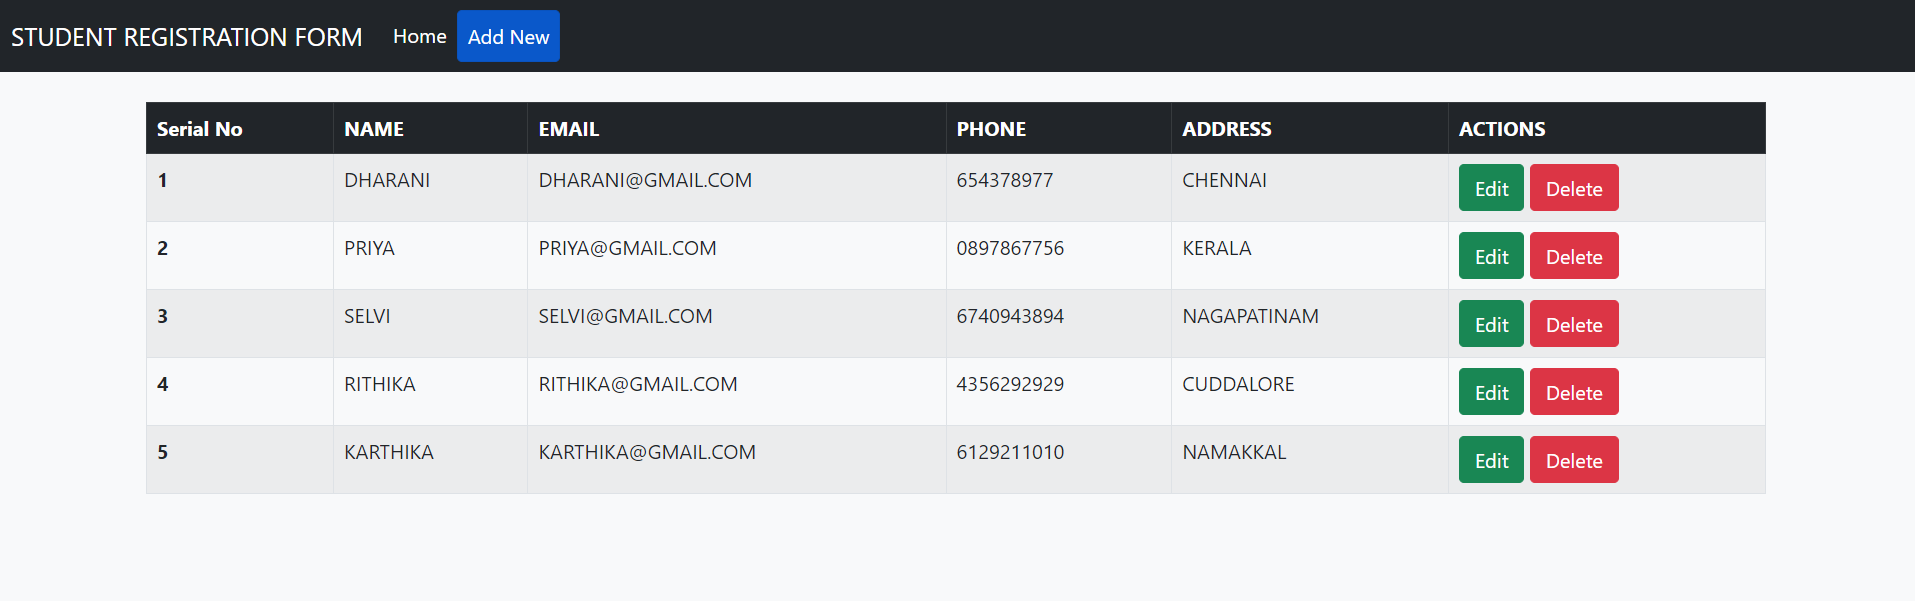 STUDENT REGISTRATION FORM Home Add New
Serial No NAME EMAIL PHONE ADDRESS ACTIONS
1 DHARANI DHARANI@GMAIL.COM 654378977 CHENNAI Edit Delete
2 PRIYA PRIYA@GMAIL.COM 0897867756 KERALA Edit Delete
3 SELVI SELVI@GMAIL.COM 6740943894 NAGAPATINAM Edit Delete
4 RITHIKA RITHIKA@GMAIL.COM 4356292929 CUDDALORE Edit Delete
5 KARTHIKA KARTHIKA@GMAIL.COM 6129211010 NAMAKKAL Edit Delete